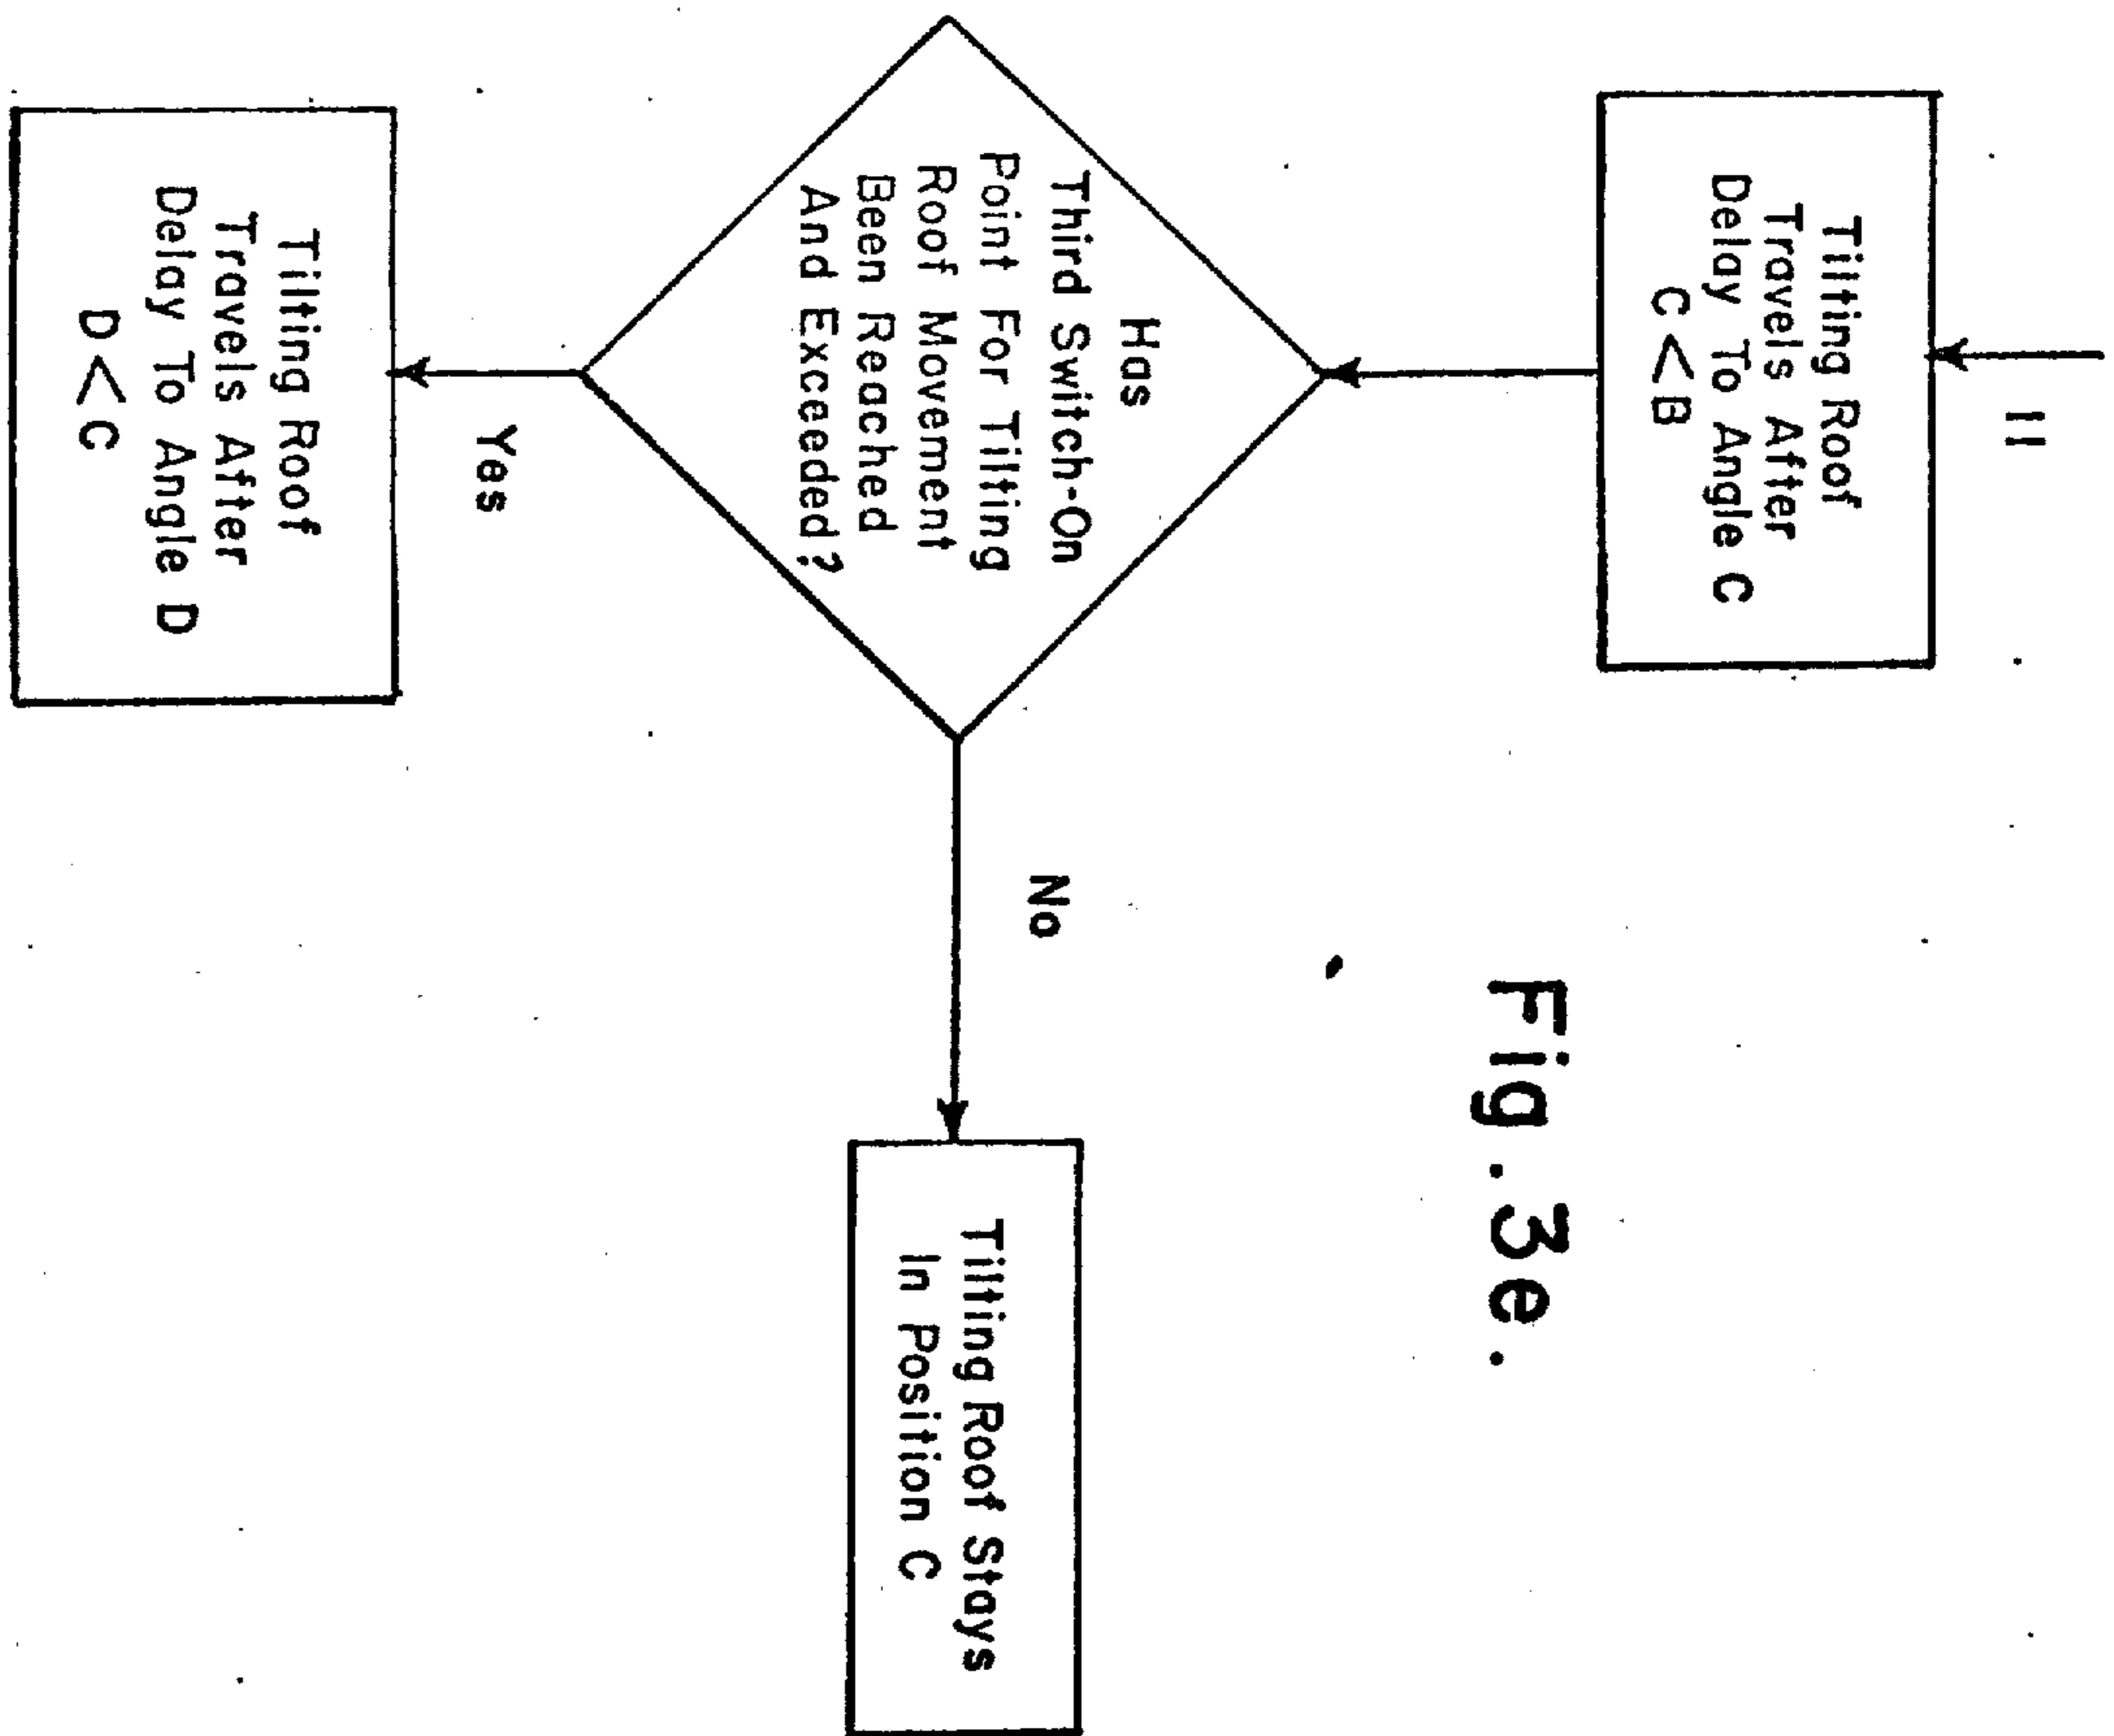 II
Tilting Roof
Travels After
Delay To Angle C
C < B
Has
Third Switch-On
Point For Tilting
Roof Movement
Been Reached
And Exceeded?
No
Tilting Roof Stays
In Position C
Yes
Tilting Roof
Travels After
Delay To Angle D
D < C
Fig. 3e.